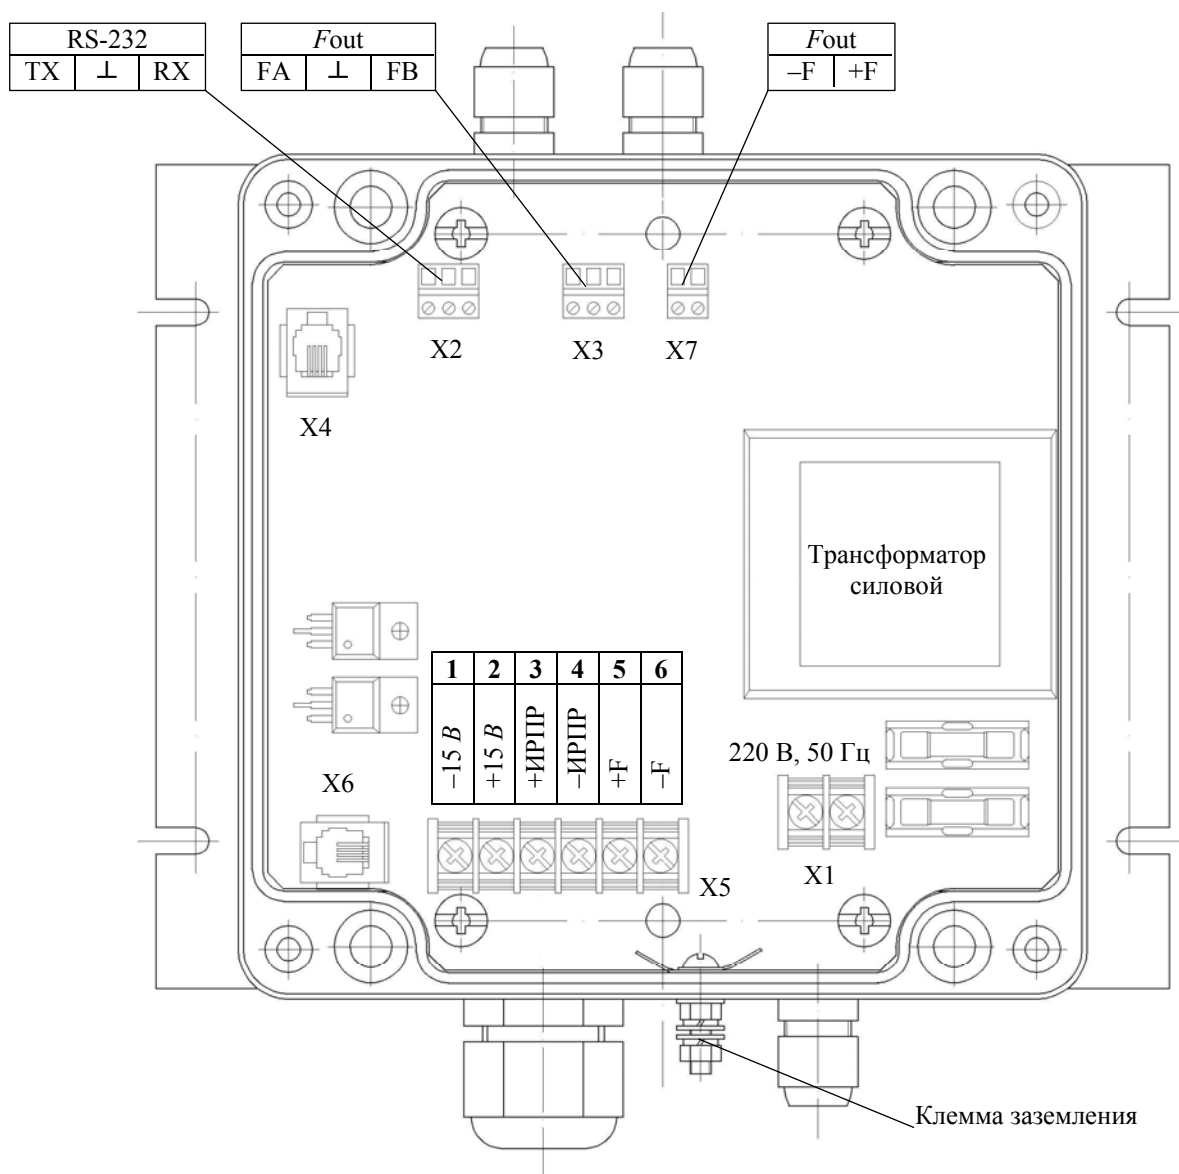 RS-232
TX ⊥ RX
Fout
FA ⊥ FB
Fout
–F +F
X2
X3
X7
X4
Трансформатор
силовой
1 2 3 4 5 6
–15 В
+15 В
+ИРПР
–ИРПР
+F
–F
220 В, 50 Гц
X6
X5
X1
Клемма заземления